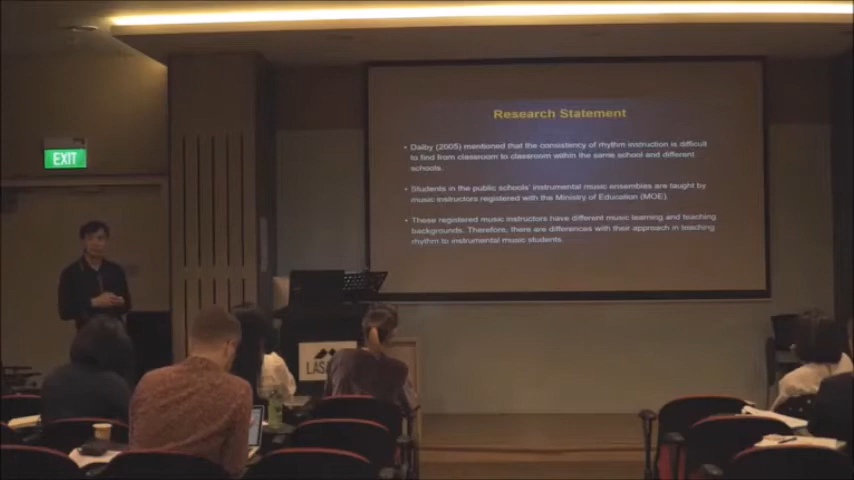 Research Statement
• Dalby (2005) mentioned that the consistency of rhythm instruction is difficult
to find from classroom to classroom within the same school and different
schools.
• Students in the public schools' instrumental music ensembles are taught by
music instructors registered with the Ministry of Education (MOE).
• These registered music instructors have different music learning and teaching
backgrounds. Therefore, there are differences with their approach in teaching
rhythm to instrumental music students.
EXIT
LAS